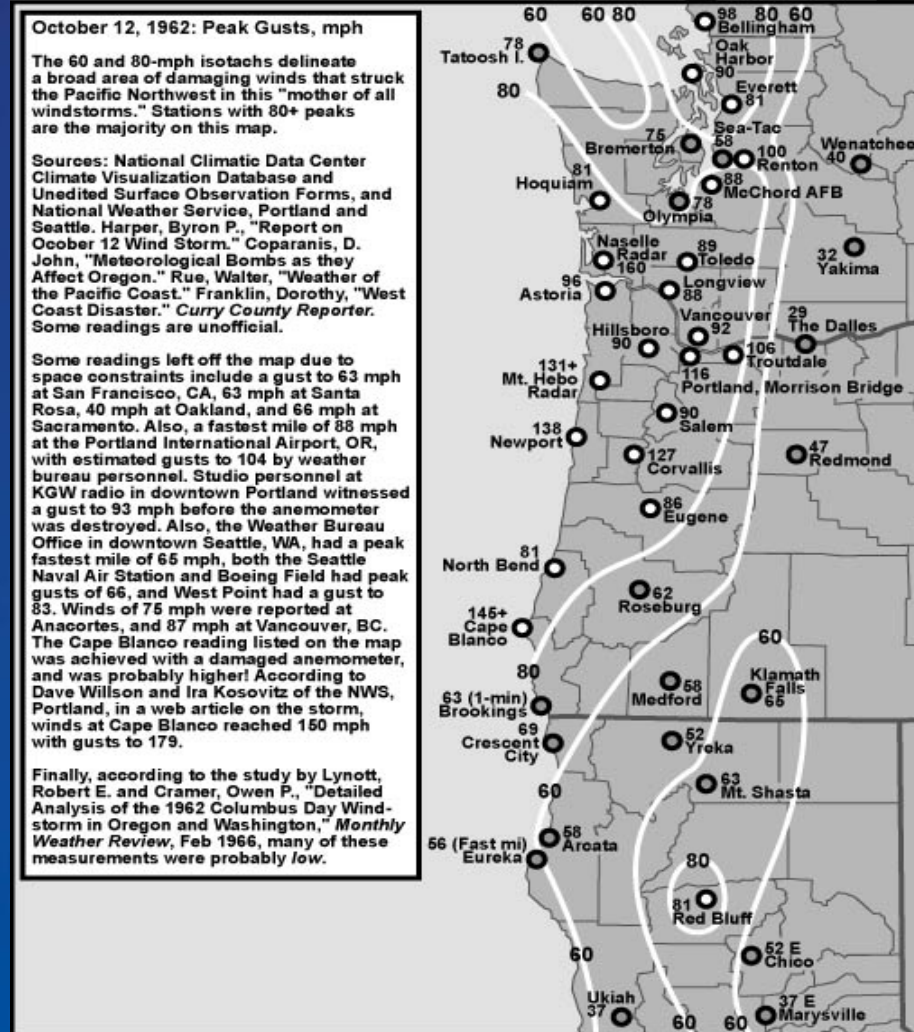 October 12, 1962: Peak Gusts, mph
The 60 and 80-mph isotachs delineate
a broad area of damaging winds that struck
the Pacific Northwest in this "mother of all
windstorms." Stations with 80+ peaks
are the majority on this map.
Sources: National Climatic Data Center
Climate Visualization Database and
Unedited Surface Observation Forms, and
National Weather Service, Portland and
Seattle. Harper, Byron P., "Report on
Ocober 12 Wind Storm." Coparanis, D.
John, "Meteorological Bombs as they
Affect Oregon." Rue, Walter, "Weather of
the Pacific Coast." Franklin, Dorothy, "West
Coast Disaster." Curry County Reporter.
Some readings are unofficial.
Some readings left off the map due to
space constraints include a gust to 63 mph
at San Francisco, CA, 63 mph at Santa
Rosa, 40 mph at Oakland, and 66 mph at
Sacramento. Also, a fastest mile of 88 mph
at the Portland International Airport, OR,
with estimated gusts to 104 by weather
bureau personnel. Studio personnel at
KGW radio in downtown Portland witnessed
a gust to 93 mph before the anemometer
was destroyed. Also, the Weather Bureau
Office in downtown Seattle, WA, had a peak
fastest mile of 65 mph, both the Seattle
Naval Air Station and Boeing Field had peak
gusts of 66, and West Point had a gust to
83. Winds of 75 mph were reported at
Anacortes, and 87 mph at Vancouver, BC.
The Cape Blanco reading listed on the map
was achieved with a damaged anemometer,
and was probably higher! According to
Dave Willson and Ira Kosovitz of the NWS,
Portland, in a web article on the storm,
winds at Cape Blanco reached 150 mph
with gusts to 179.
Finally, according to the study by Lynott,
Robert E. and Cramer, Owen P., "Detailed
Analysis of the 1962 Columbus Day Wind-
storm in Oregon and Washington," Monthly
Weather Review, Feb 1966, many of these
measurements were probably low.
60
60
80
80
60
98
Bellingham
78
Tatoosh I.
Oak
Harbor
90
80
Everett
81
75
Bremerton
Sea-Tac
58
100
Renton
Wenatchee
40
81
Hoquiam
88
McChord AFB
78
Olympia
32
Yakima
Naselle
Radar
160
89
Toledo
96
Astoria
Longview
88
Vancouver
92
29
The Dalles
Hillsboro
90
106
Troutdale
116
Portland, Morrison Bridge
131+
Mt. Hebo
Radar
90
Salem
138
Newport
127
Corvallis
47
Redmond
86
Eugene
81
North Bend
62
Roseburg
145+
Cape
Blanco
60
80
58
Medford
Klamath
Falls
65
63 (1-min)
Brookings
69
Crescent
City
52
Yreka
63
Mt. Shasta
60
58
Arcata
56 (Fast mi)
Eureka
80
81
Red Bluff
60
52 E
Chico
Ukiah
37
60
60
37 E
Marysville